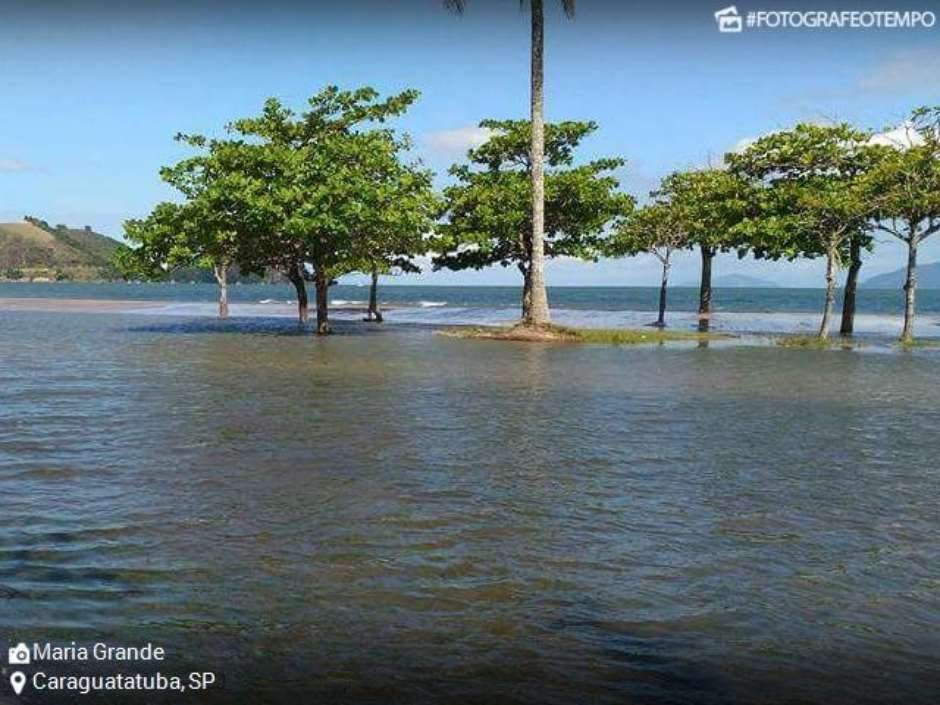 #FOTOGRAFEOTEMPO
Maria Grande
Caraguatatuba, SP